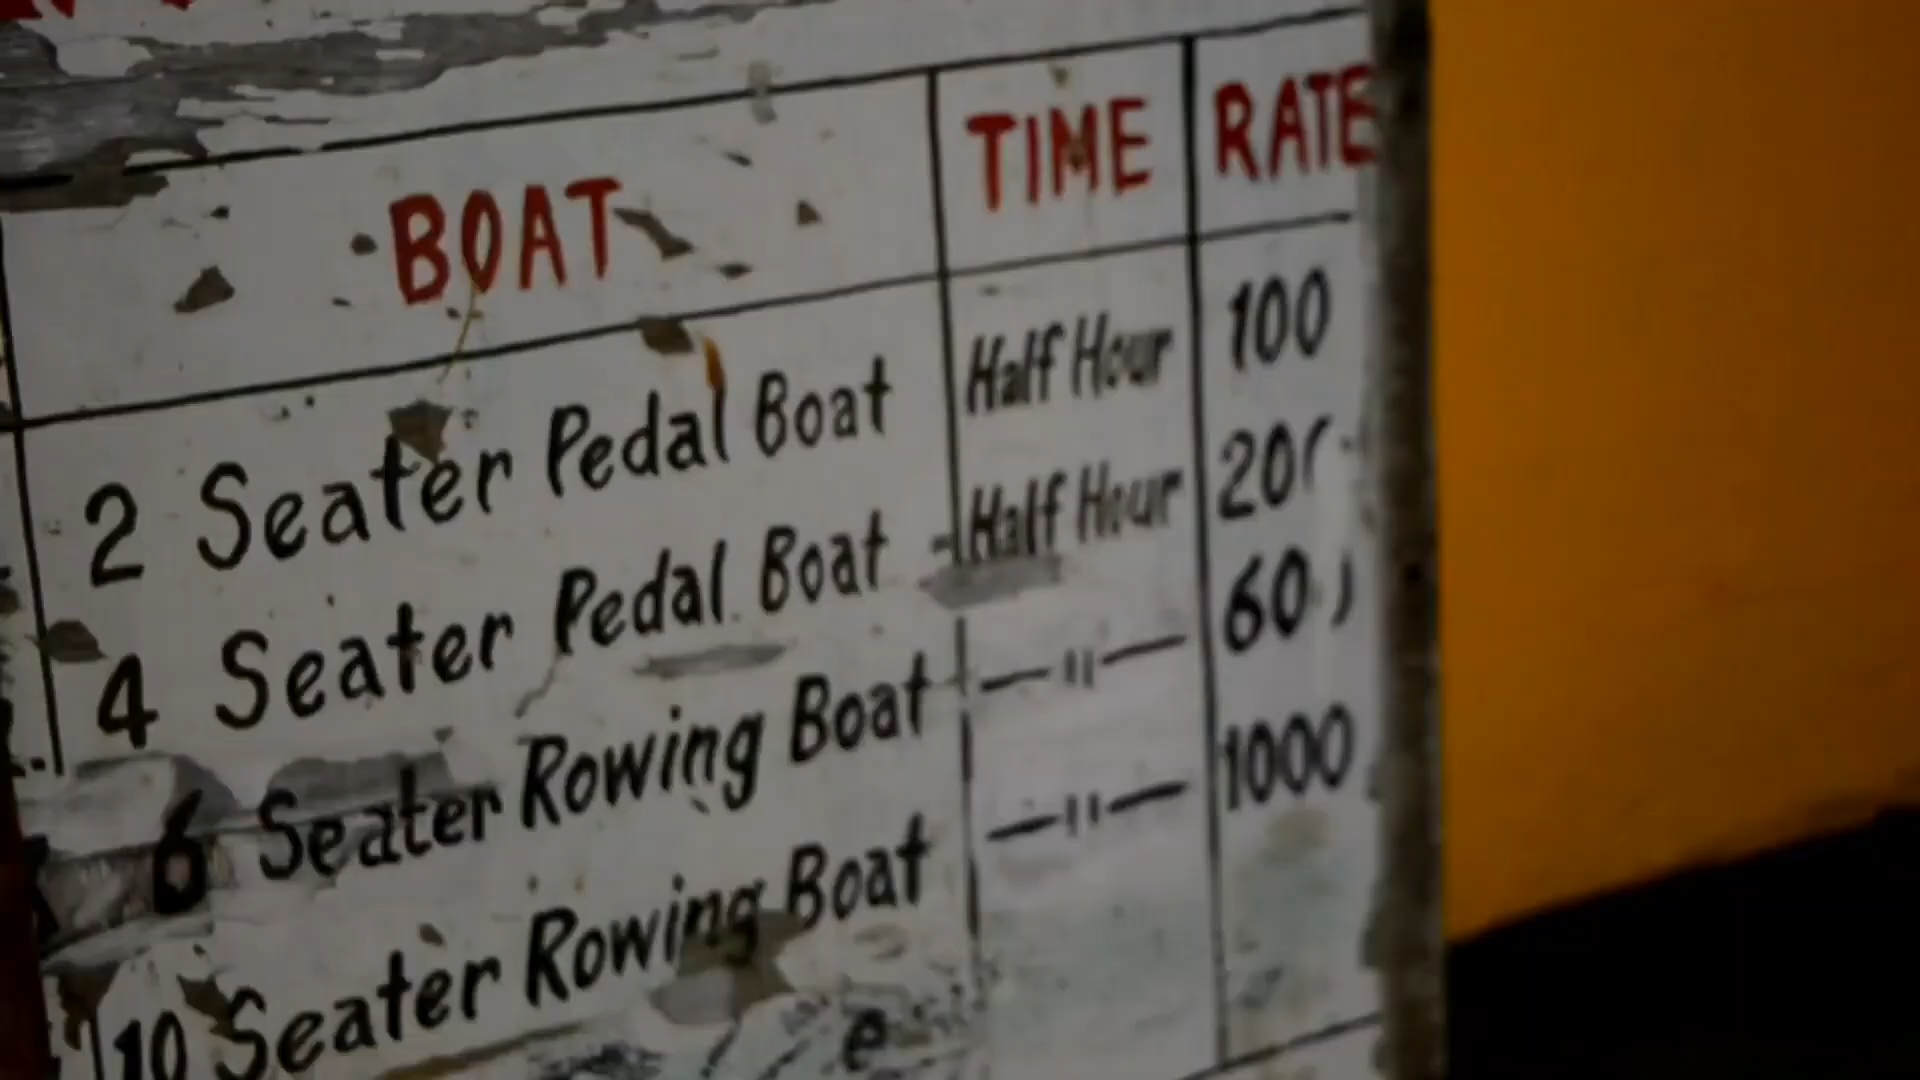 BOAT TIME RATE
2 Seater Pedal Boat Half Hour 100
4 Seater Pedal Boat Half Hour
6 Seater Rowing Boat —"—
10 Seater Rowing Boat —"— 1000